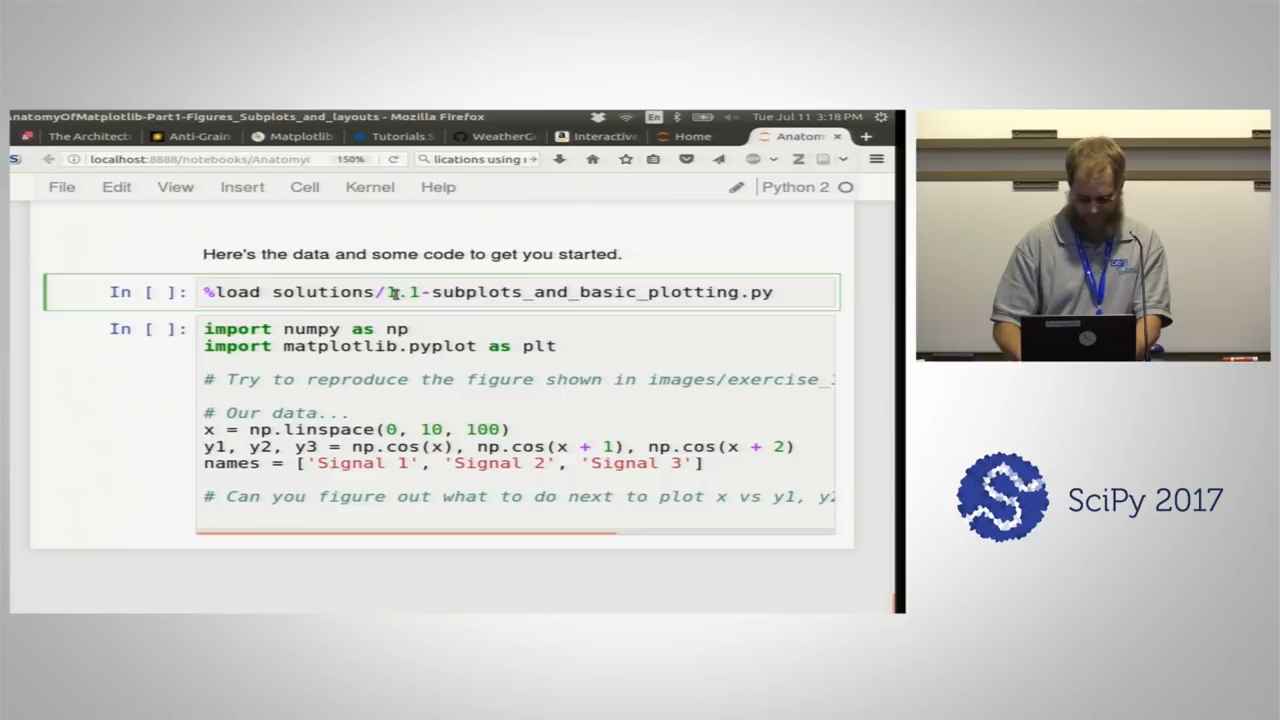 AnatomyOfMatplotlib-Part1-Figures_Subplots_and_layouts - Mozilla Firefox
En
Tue Jul 11 3:18 PM
The Architect
Anti-Grain
Matplotlib
Tutorials S
WeatherGe
Interactive
Home
Anatom
localhost:8888/notebooks/Anatomy
150%
lications using
File Edit View Insert Cell Kernel Help
Python 2
Here's the data and some code to get you started.
In [ ]: %load solutions/1.1-subplots_and_basic_plotting.py
In [ ]: import numpy as np
import matplotlib.pyplot as plt
# Try to reproduce the figure shown in images/exercise_1
# Our data...
x = np.linspace(0, 10, 100)
y1, y2, y3 = np.cos(x), np.cos(x + 1), np.cos(x + 2)
names = ['Signal 1', 'Signal 2', 'Signal 3']
# Can you figure out what to do next to plot x vs y1, y2
SciPy 2017